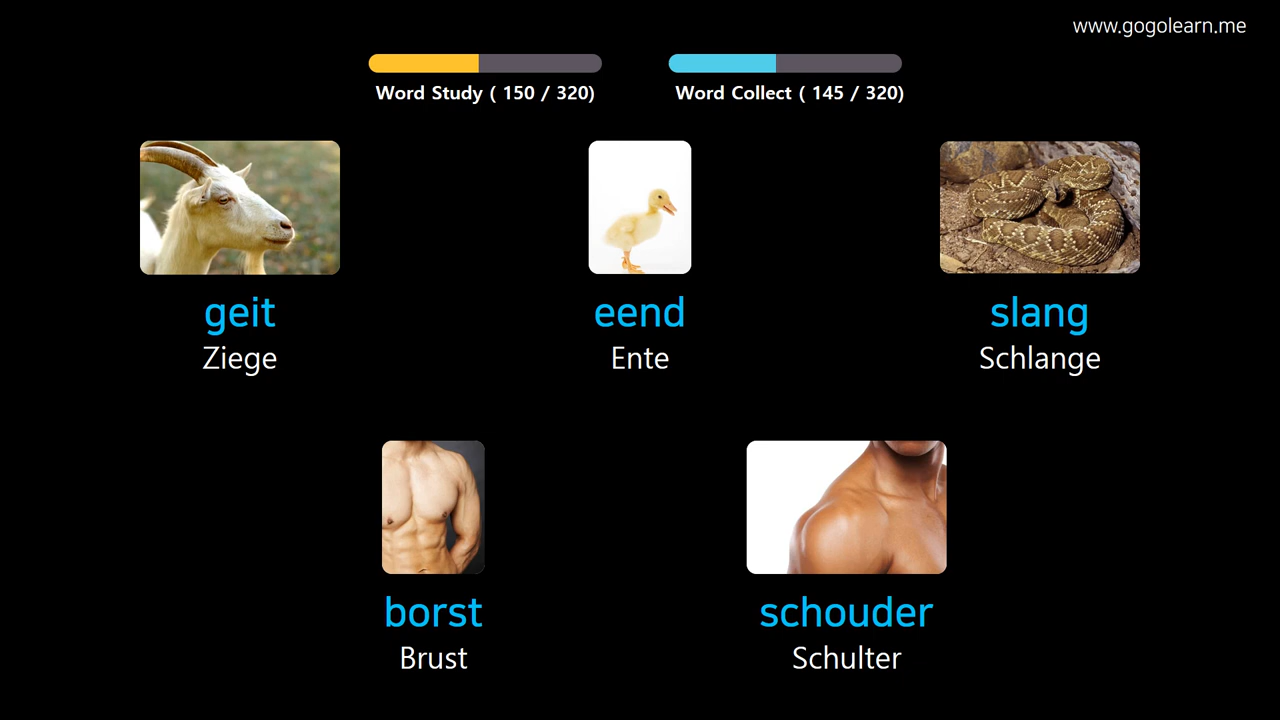 www.gogolearn.me
Word Study ( 150 / 320)
Word Collect ( 145 / 320)
geit
Ziege
eend
Ente
slang
Schlange
borst
Brust
schouder
Schulter